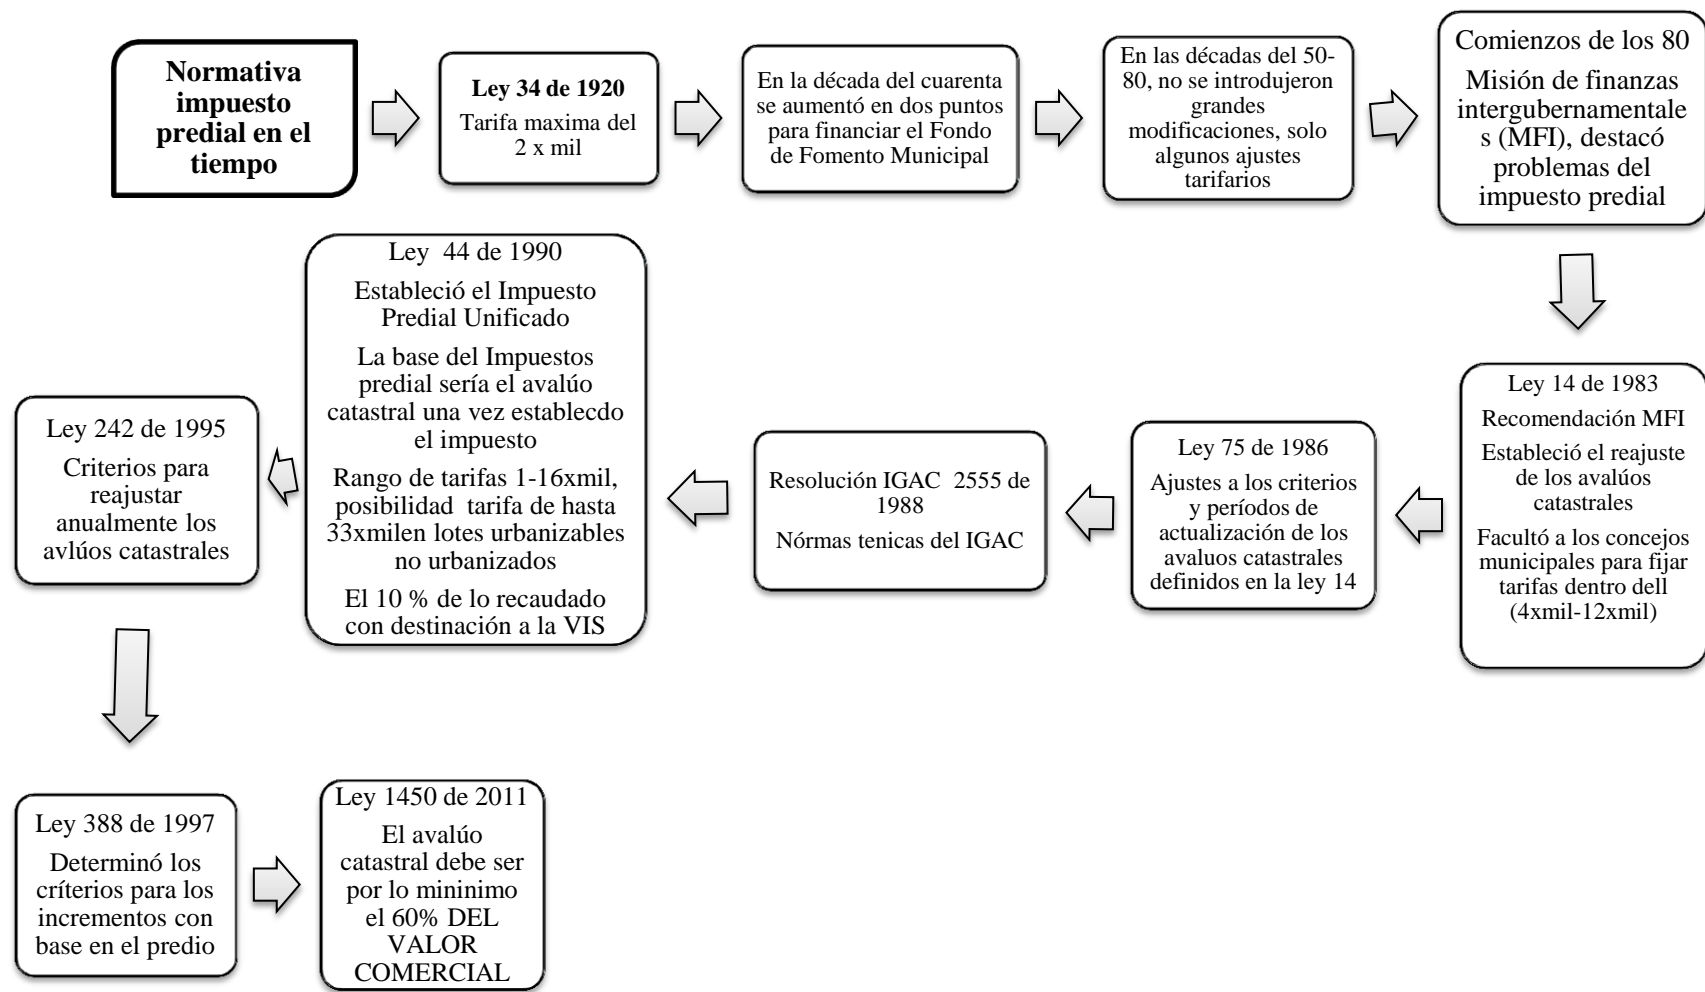 Normativa
impuesto
predial en el
tiempo
Ley 34 de 1920
Tarifa maxima del
2 x mil
En la década del cuarenta
se aumentó en dos puntos
para financiar el Fondo
de Fomento Municipal
En las décadas del 50-
80, no se introdujeron
grandes
modificaciones, solo
algunos ajustes
tarifarios
Comienzos de los 80
Misión de finanzas
intergubernamentale
s (MFI), destacó
problemas del
impuesto predial
Ley 14 de 1983
Recomendación MFI
Estableció el reajuste
de los avalúos
catastrales
Facultó a los concejos
municipales para fijar
tarifas dentro dell
(4xmil-12xmil)
Ley 75 de 1986
Ajustes a los criterios
y períodos de
actualización de los
avaluos catastrales
definidos en la ley 14
Resolución IGAC  2555 de
1988
Nórmas tenicas del IGAC
Ley  44 de 1990
Estableció el Impuesto
Predial Unificado
La base del Impuestos
predial sería el avalúo
catastral una vez establecdo
el impuesto
Rango de tarifas 1-16xmil,
posibilidad  tarifa de hasta
33xmilen lotes urbanizables
no urbanizados
El 10 % de lo recaudado
con destinación a la VIS
Ley 242 de 1995
Criterios para
reajustar
anualmente los
avlúos catastrales
Ley 388 de 1997
Determinó los
críterios para los
incrementos con
base en el predio
Ley 1450 de 2011
El avalúo
catastral debe ser
por lo mininimo
el 60% DEL
VALOR
COMERCIAL